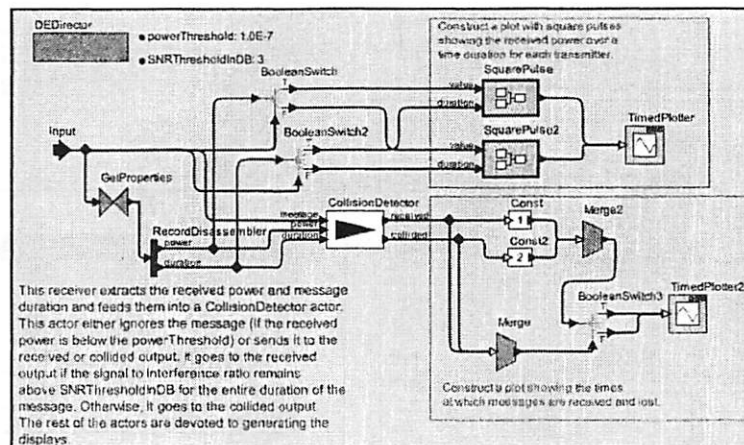 DEDirector
• powerThreshold: 1.0E-7
• SNRThresholdInDB: 3
Construct a plot with square pulses
showing the received power over a
time duration for each transmitter.
BooleanSwitch
T
F
value
duration
SquarePulse
Input
BooleanSwitch2
T
F
value
duration
SquarePulse2
TimedPlotter
GetProperties
RecordDisassembler
power
duration
CollisionDetector
message
power
duration
received
collided
Const
1
Const2
2
Merge2
BooleanSwitch3
T
F
TimedPlotter2
Merge
This receiver extracts the received power and message
duration and feeds them into a CollisionDetector actor.
This actor either ignores the message (if the received
power is below the powerThreshold) or sends it to the
received or collided output. It goes to the received
output if the signal to interference ratio remains
above SNRThresholdInDB for the entire duration of the
message. Otherwise, it goes to the collided output.
The rest of the actors are devoted to generating the
displays.
Construct a plot showing the times
at which messages are received and lost.